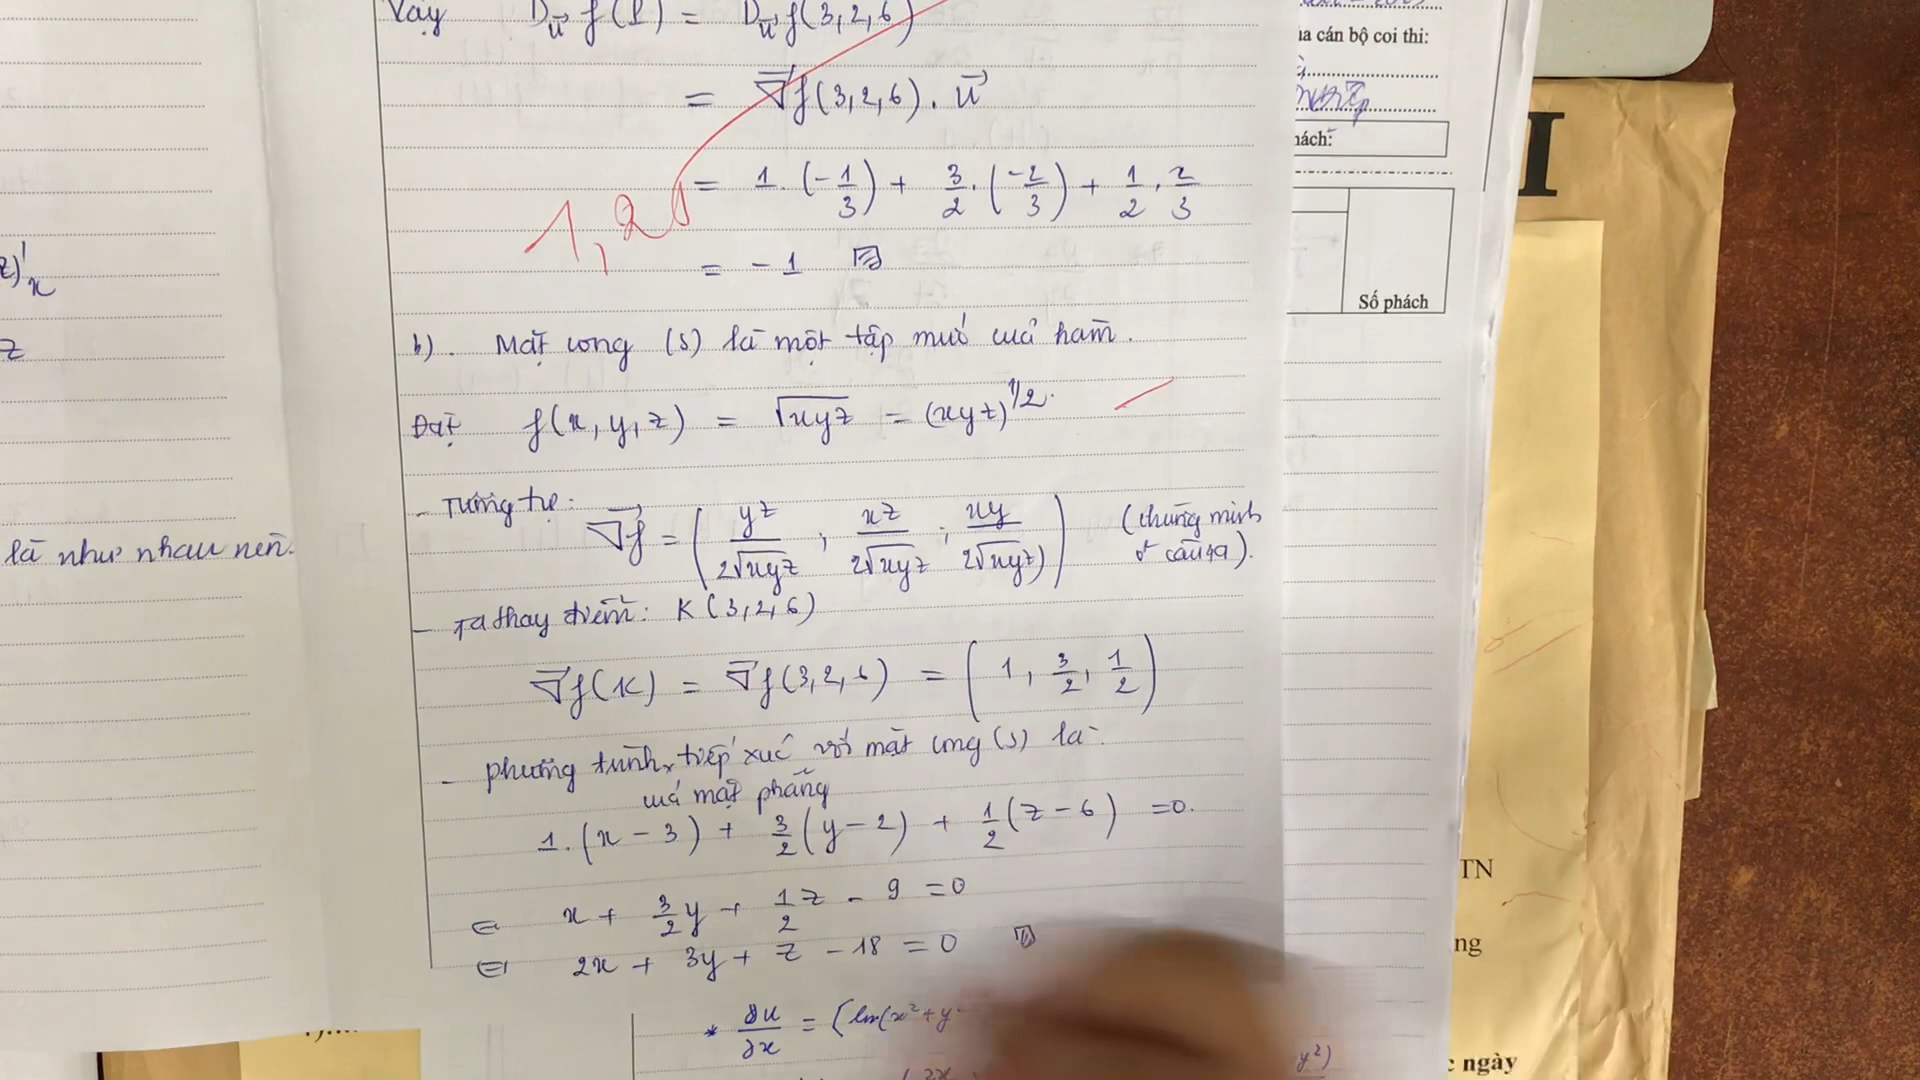 Vậy D_u⃗ f(P) = D_u⃗ f(3,2,6)
= ∇⃗f(3,2,6) . u⃗
= 1.(-1/3) + 3/2.(-2/3) + 1/2.2/3
1,20
= -1
b). Mặt cong (S) là một tập mức của hàm.
Đặt f(x,y,z) = √xyz = (xyz)^1/2.
- Tương tự:
∇⃗f = (yz/2√xyz ; xz/2√xyz ; xy/2√xyz) (chứng minh
ở câu 4a).
- Ta thay điểm: K(3,2,6)
∇⃗f(K) = ∇⃗f(3,2,6) = (1, 3/2, 1/2)
- phương trình tiếp xúc với mặt cong (S) là:
của mặt phẳng
1.(x-3) + 3/2(y-2) + 1/2(z-6) =0.
⇔ x + 3/2y + 1/2z - 9 =0
⇔ 2x + 3y + z -18 =0
* ∂u/∂x = (ln(x²+y
y²)
z)'x
z
là như nhau nên.
ủa cán bộ coi thi:
hách:
Số phách
I
TN
ng
c ngày